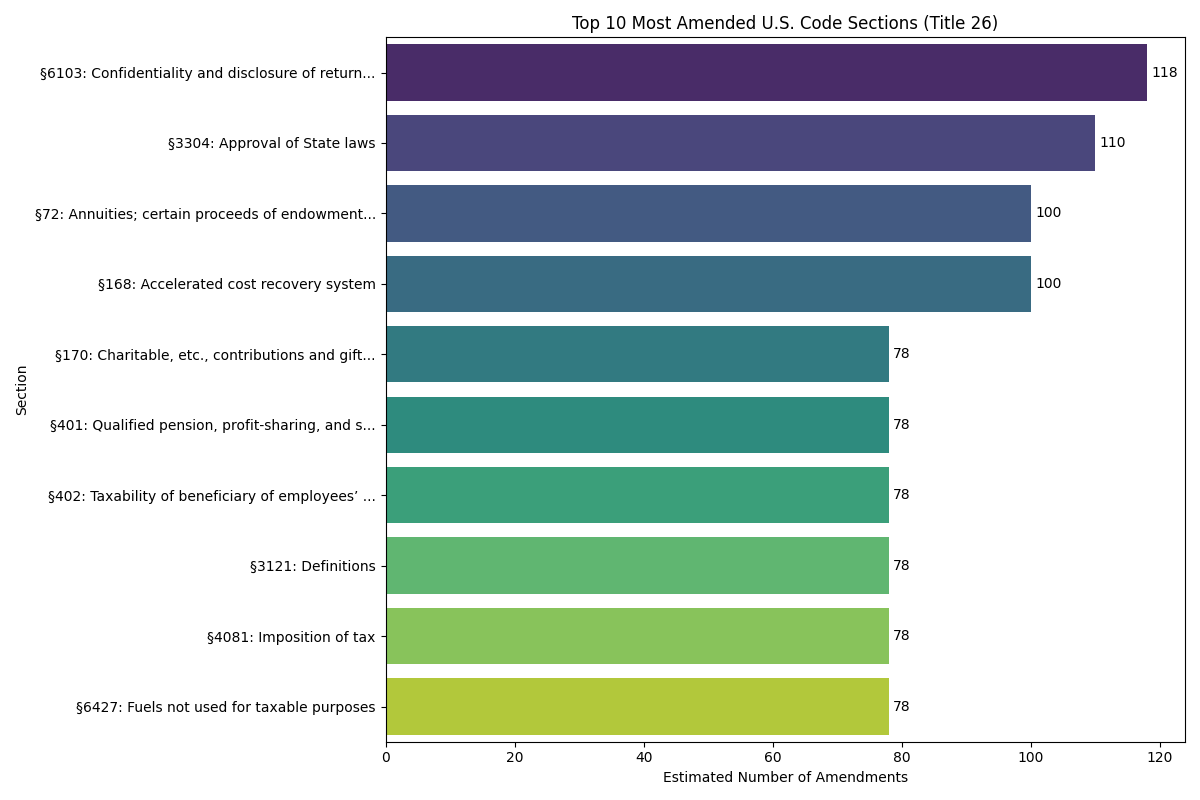 Top 10 Most Amended U.S. Code Sections (Title 26)
§6103: Confidentiality and disclosure of return...
118
§3304: Approval of State laws
110
§72: Annuities; certain proceeds of endowment...
100
§168: Accelerated cost recovery system
100
§170: Charitable, etc., contributions and gift...
78
§401: Qualified pension, profit-sharing, and s...
78
§402: Taxability of beneficiary of employees’ ...
78
§3121: Definitions
78
§4081: Imposition of tax
78
§6427: Fuels not used for taxable purposes
78
Section
0 20 40 60 80 100 120
Estimated Number of Amendments